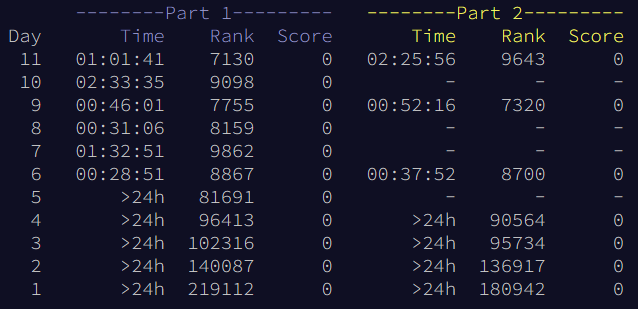 --------Part 1--------- --------Part 2---------
Day Time Rank Score Time Rank Score
11 01:01:41 7130 0 02:25:56 9643 0
10 02:33:35 9098 0 - - -
9 00:46:01 7755 0 00:52:16 7320 0
8 00:31:06 8159 0 - - -
7 01:32:51 9862 0 - - -
6 00:28:51 8867 0 00:37:52 8700 0
5 >24h 81691 0 - - -
4 >24h 96413 0 >24h 90564 0
3 >24h 102316 0 >24h 95734 0
2 >24h 140087 0 >24h 136917 0
1 >24h 219112 0 >24h 180942 0